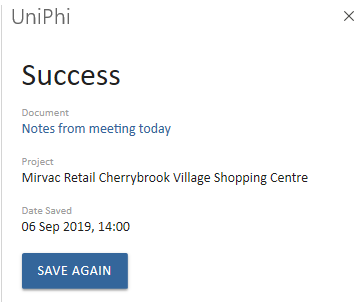 UniPhi
Success
Document
Notes from meeting today
Project
Mirvac Retail Cherrybrook Village Shopping Centre
Date Saved
06 Sep 2019, 14:00
SAVE AGAIN